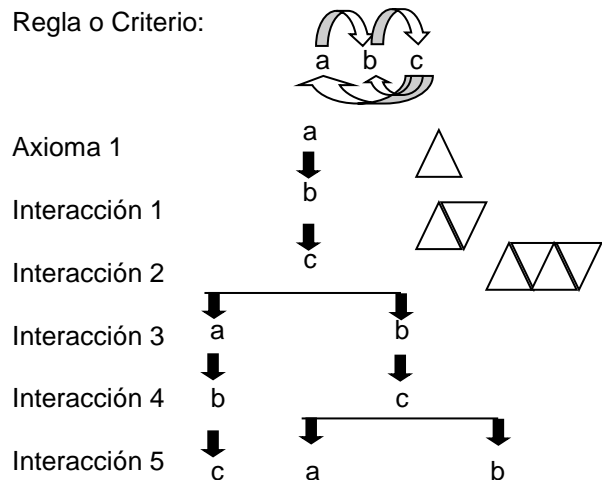 Regla o Criterio:
a b c
a
Axioma 1
b
Interacción 1
c
Interacción 2
Interacción 3 a b
Interacción 4 b c
Interacción 5 c a b